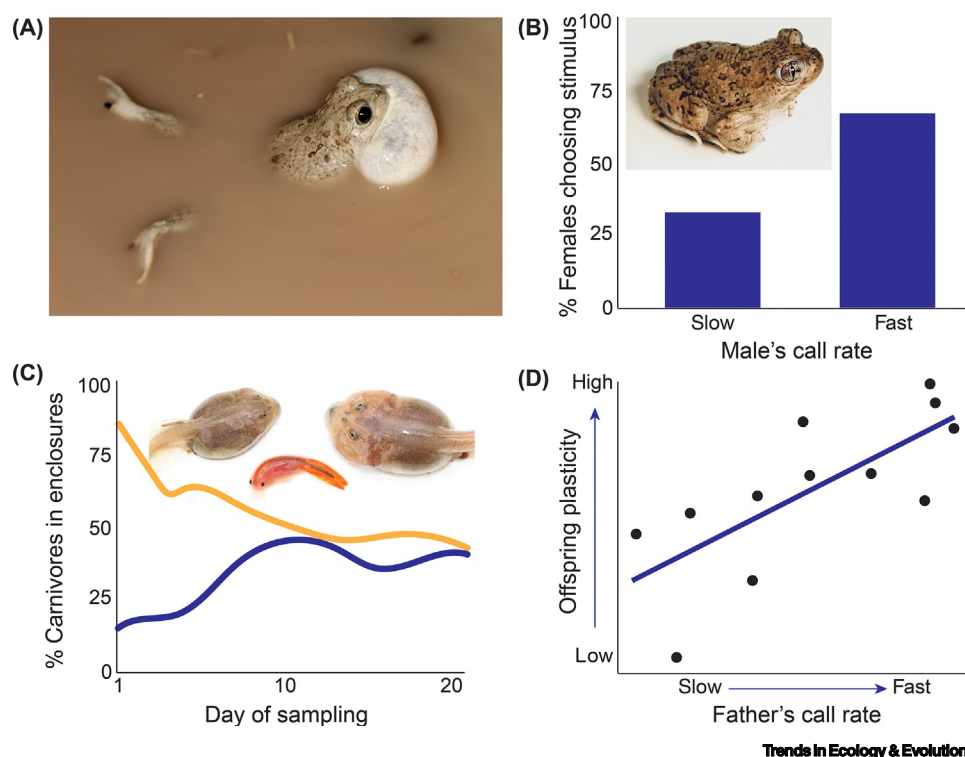 (A)
(B)
100
75
50
25
0
% Females choosing stimulus
Slow
Fast
Male's call rate
(C)
100
75
50
25
0
% Carnivores in enclosures
1
10
20
Day of sampling
(D)
High
Low
Offspring plasticity
Slow
Fast
Father's call rate
Trends in Ecology & Evolution